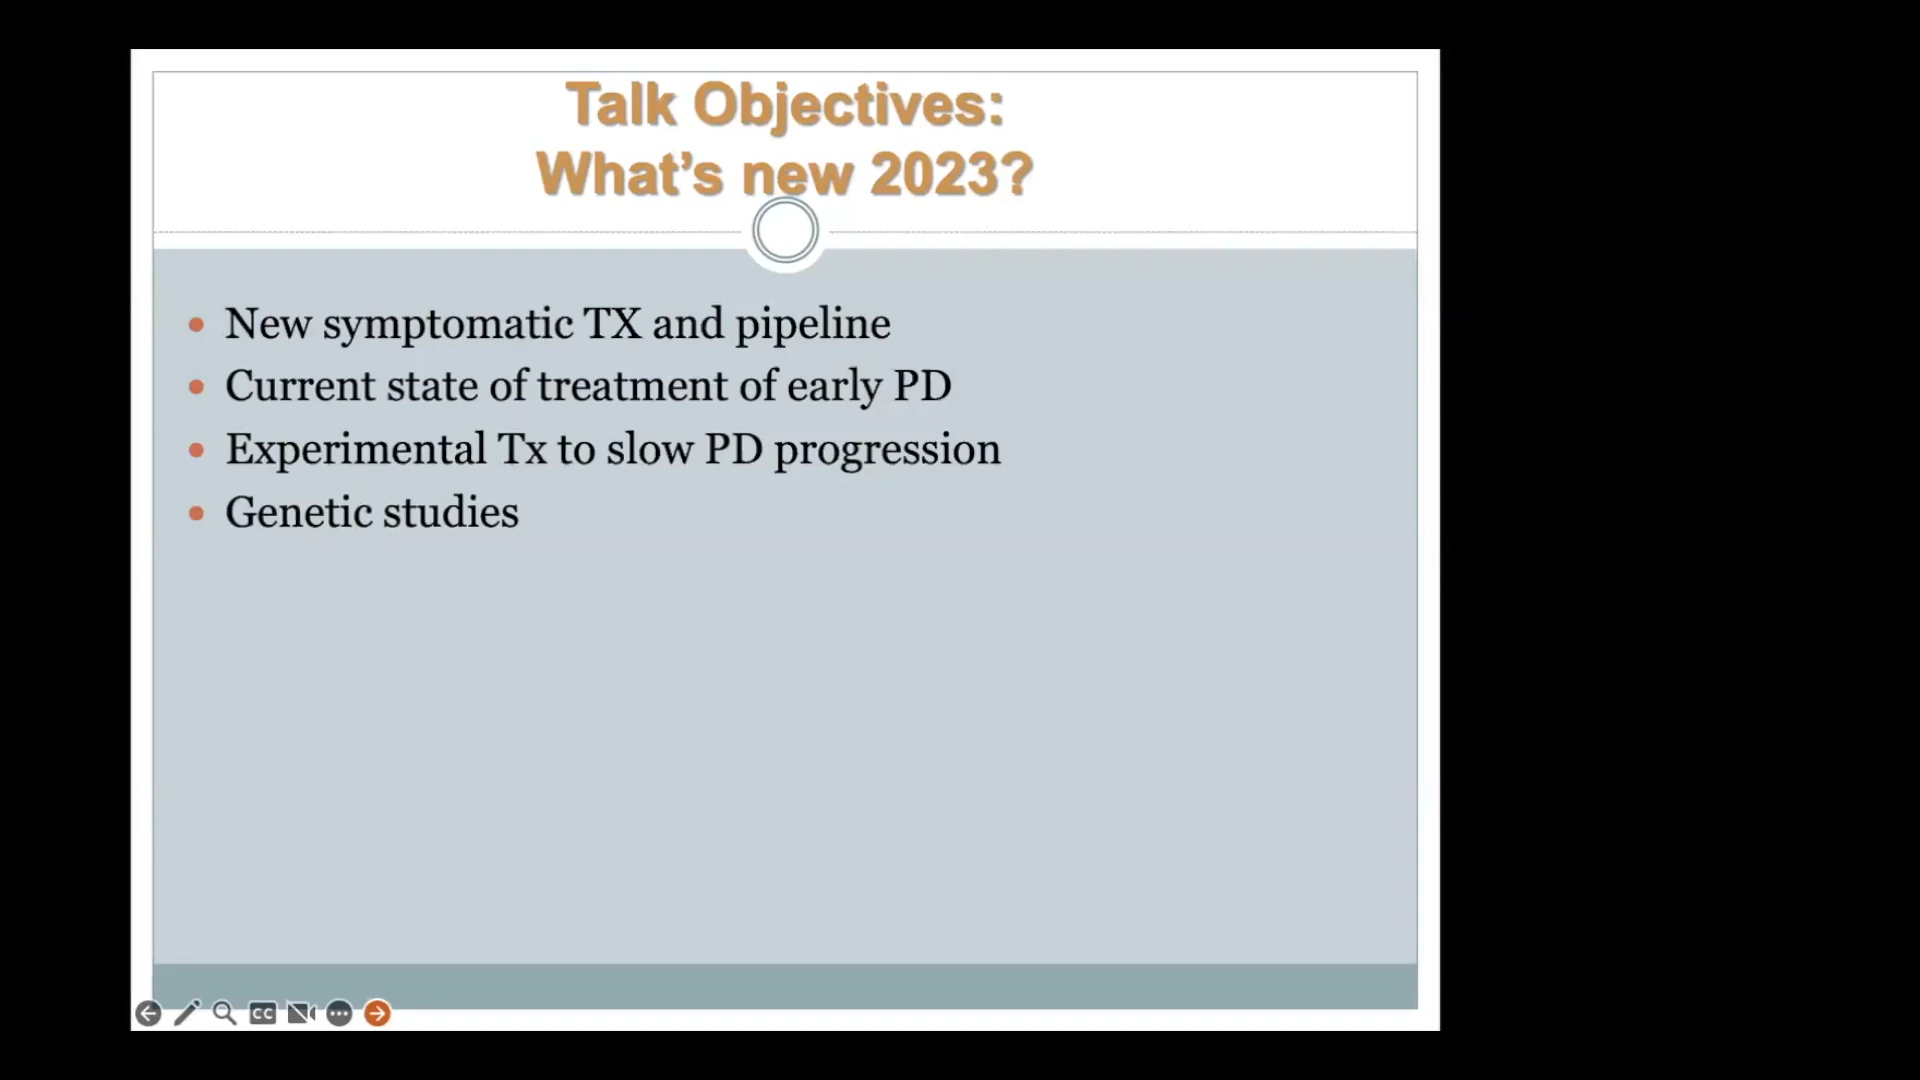 Talk Objectives:
What’s new 2023?
• New symptomatic TX and pipeline
• Current state of treatment of early PD
• Experimental Tx to slow PD progression
• Genetic studies
CC